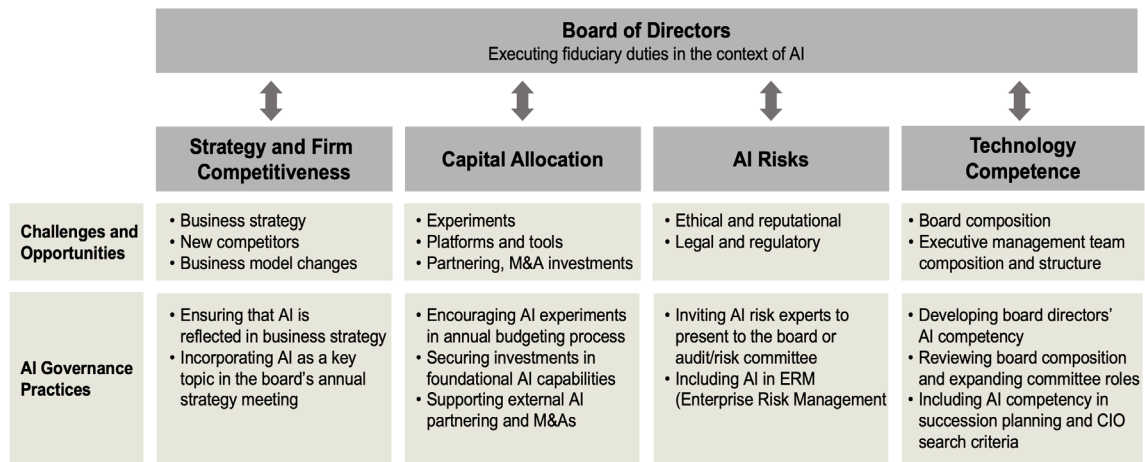 Board of Directors
Executing fiduciary duties in the context of AI
Strategy and Firm
Competitiveness
Capital Allocation
AI Risks
Technology
Competence
Challenges and
Opportunities
• Business strategy
• New competitors
• Business model changes
• Experiments
• Platforms and tools
• Partnering, M&A investments
• Ethical and reputational
• Legal and regulatory
• Board composition
• Executive management team
composition and structure
AI Governance
Practices
• Ensuring that AI is
reflected in business strategy
• Incorporating AI as a key
topic in the board's annual
strategy meeting
• Encouraging AI experiments
in annual budgeting process
• Securing investments in
foundational AI capabilities
• Supporting external AI
partnering and M&As
• Inviting AI risk experts to
present to the board or
audit/risk committee
• Including AI in ERM
(Enterprise Risk Management
• Developing board directors'
AI competency
• Reviewing board composition
and expanding committee roles
• Including AI competency in
succession planning and CIO
search criteria